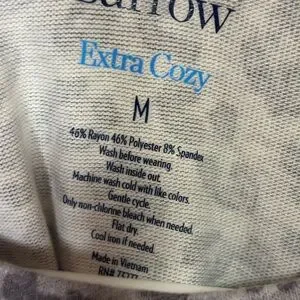 Extra Cozy
M
46% Rayon 46% Polyester 8% Spandex
Wash before wearing.
Wash inside out.
Machine wash cold with like colors.
Gentle cycle.
Only non-chlorine bleach when needed.
Flat dry.
Cool iron if needed.
Made in Vietnam
RN#